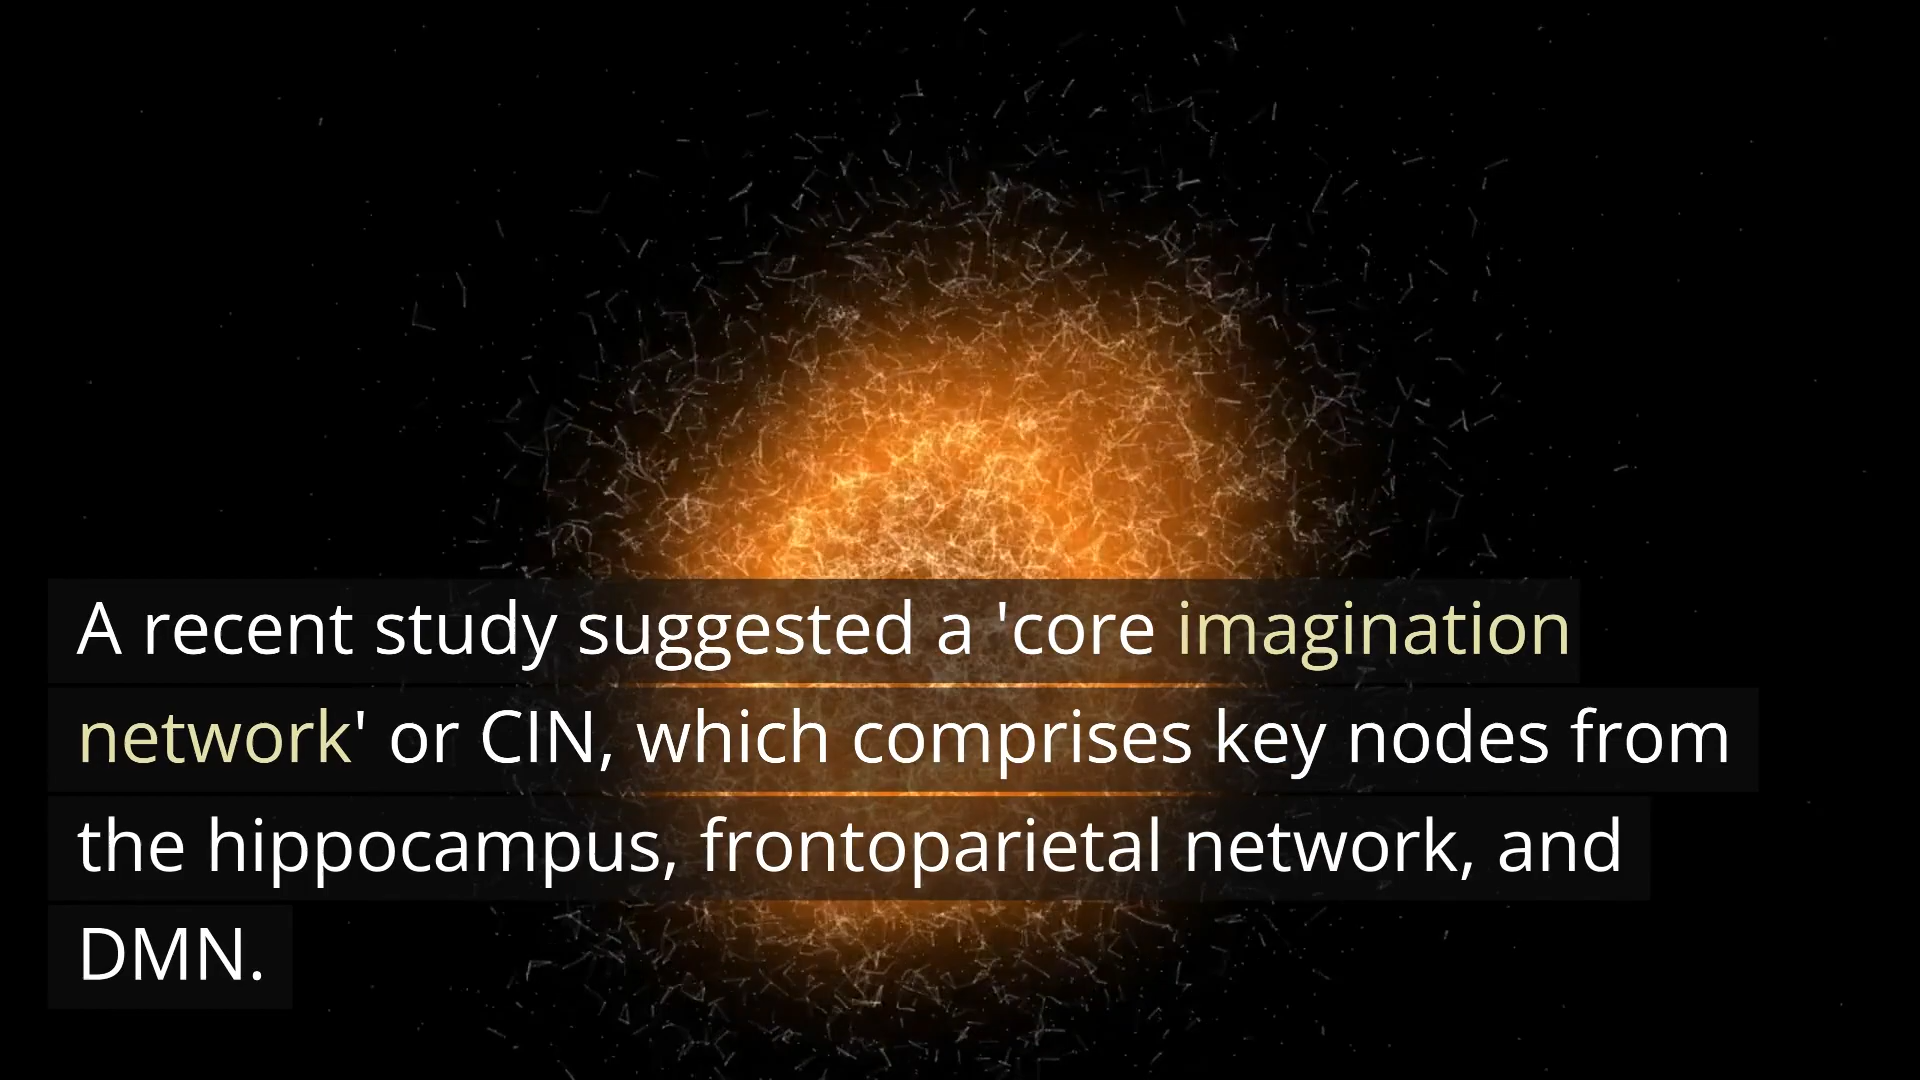 A recent study suggested a 'core imagination
network' or CIN, which comprises key nodes from
the hippocampus, frontoparietal network, and
DMN.